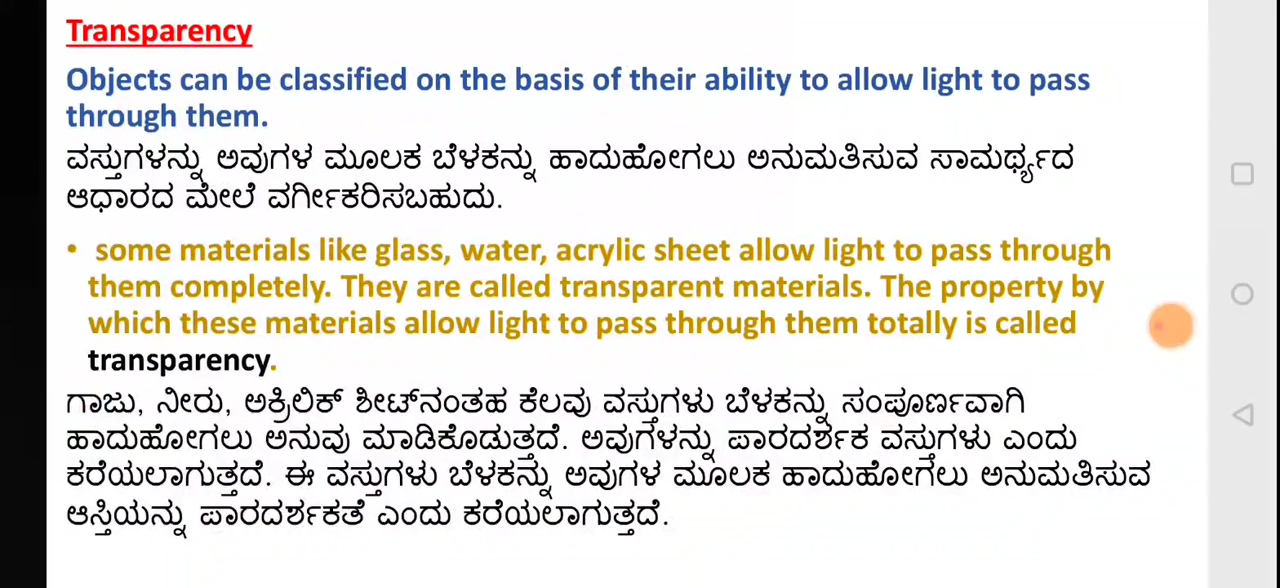 Transparency
Objects can be classified on the basis of their ability to allow light to pass
through them.
ವಸ್ತುಗಳನ್ನು ಅವುಗಳ ಮೂಲಕ ಬೆಳಕನ್ನು ಹಾದುಹೋಗಲು ಅನುಮತಿಸುವ ಸಾಮರ್ಥ್ಯದ
ಆಧಾರದ ಮೇಲೆ ವರ್ಗೀಕರಿಸಬಹುದು.
• some materials like glass, water, acrylic sheet allow light to pass through
them completely. They are called transparent materials. The property by
which these materials allow light to pass through them totally is called
transparency.
ಗಾಜು, ನೀರು, ಅಕ್ರಿಲಿಕ್ ಶೀಟ್‌ನಂತಹ ಕೆಲವು ವಸ್ತುಗಳು ಬೆಳಕನ್ನು ಸಂಪೂರ್ಣವಾಗಿ
ಹಾದುಹೋಗಲು ಅನುವು ಮಾಡಿಕೊಡುತ್ತದೆ. ಅವುಗಳನ್ನು ಪಾರದರ್ಶಕ ವಸ್ತುಗಳು ಎಂದು
ಕರೆಯಲಾಗುತ್ತದೆ. ಈ ವಸ್ತುಗಳು ಬೆಳಕನ್ನು ಅವುಗಳ ಮೂಲಕ ಹಾದುಹೋಗಲು ಅನುಮತಿಸುವ
ಆಸ್ತಿಯನ್ನು ಪಾರದರ್ಶಕತೆ ಎಂದು ಕರೆಯಲಾಗುತ್ತದೆ.